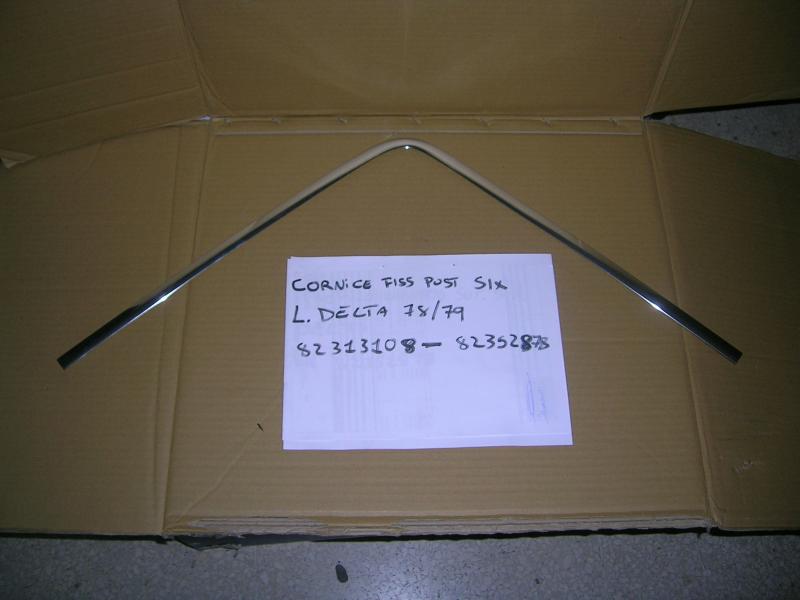 CORNICE FISS POST SIX
L. DELTA 78/79
82313108 -